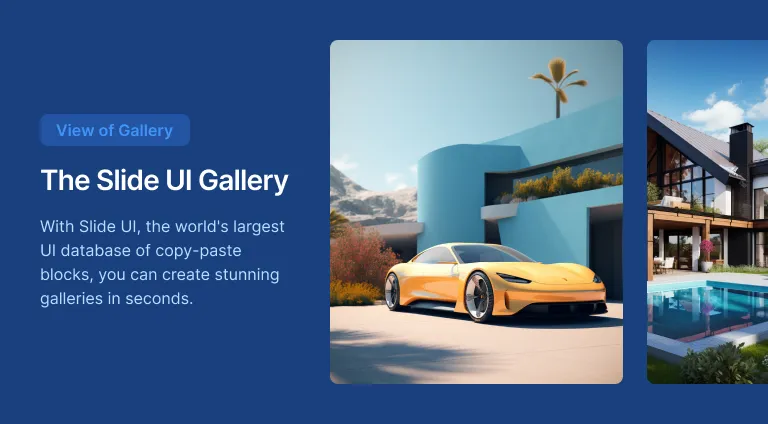 View of Gallery
The Slide UI Gallery
With Slide UI, the world's largest
UI database of copy-paste
blocks, you can create stunning
galleries in seconds.